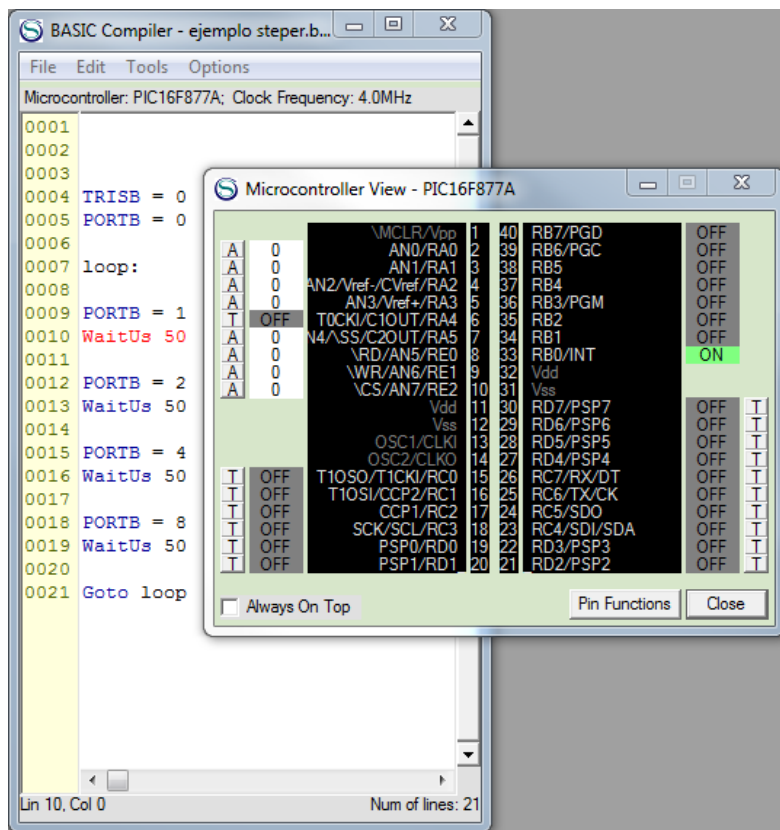 BASIC Compiler - ejemplo steper.b...
File Edit Tools Options
Microcontroller: PIC16F877A; Clock Frequency: 4.0MHz
0001
0002
0003
0004 TRISB = 0
0005 PORTB = 0
0006
0007 loop:
0008
0009 PORTB = 1
0010 WaitUs 50
0011
0012 PORTB = 2
0013 WaitUs 50
0014
0015 PORTB = 4
0016 WaitUs 50
0017
0018 PORTB = 8
0019 WaitUs 50
0020
0021 Goto loop
Lin 10, Col 0 Num of lines: 21
Microcontroller View - PIC16F877A
\MCLR/Vpp 1 40 RB7/PGD OFF
A 0 AN0/RA0 2 39 RB6/PGC OFF
A 0 AN1/RA1 3 38 RB5 OFF
A 0 AN2/Vref-/CVref/RA2 4 37 RB4 OFF
A 0 AN3/Vref+/RA3 5 36 RB3/PGM OFF
T OFF T0CKI/C1OUT/RA4 6 35 RB2 OFF
A 0 N4/\SS/C2OUT/RA5 7 34 RB1 OFF
A 0 \RD/AN5/RE0 8 33 RB0/INT ON
A 0 \WR/AN6/RE1 9 32 Vdd
A 0 \CS/AN7/RE2 10 31 Vss
Vdd 11 30 RD7/PSP7 OFF T
Vss 12 29 RD6/PSP6 OFF T
OSC1/CLKI 13 28 RD5/PSP5 OFF T
OSC2/CLKO 14 27 RD4/PSP4 OFF T
T OFF T1OSO/T1CKI/RC0 15 26 RC7/RX/DT OFF T
T OFF T1OSI/CCP2/RC1 16 25 RC6/TX/CK OFF T
T OFF CCP1/RC2 17 24 RC5/SDO OFF T
T OFF SCK/SCL/RC3 18 23 RC4/SDI/SDA OFF T
T OFF PSP0/RD0 19 22 RD3/PSP3 OFF T
T OFF PSP1/RD1 20 21 RD2/PSP2 OFF T
Always On Top Pin Functions Close